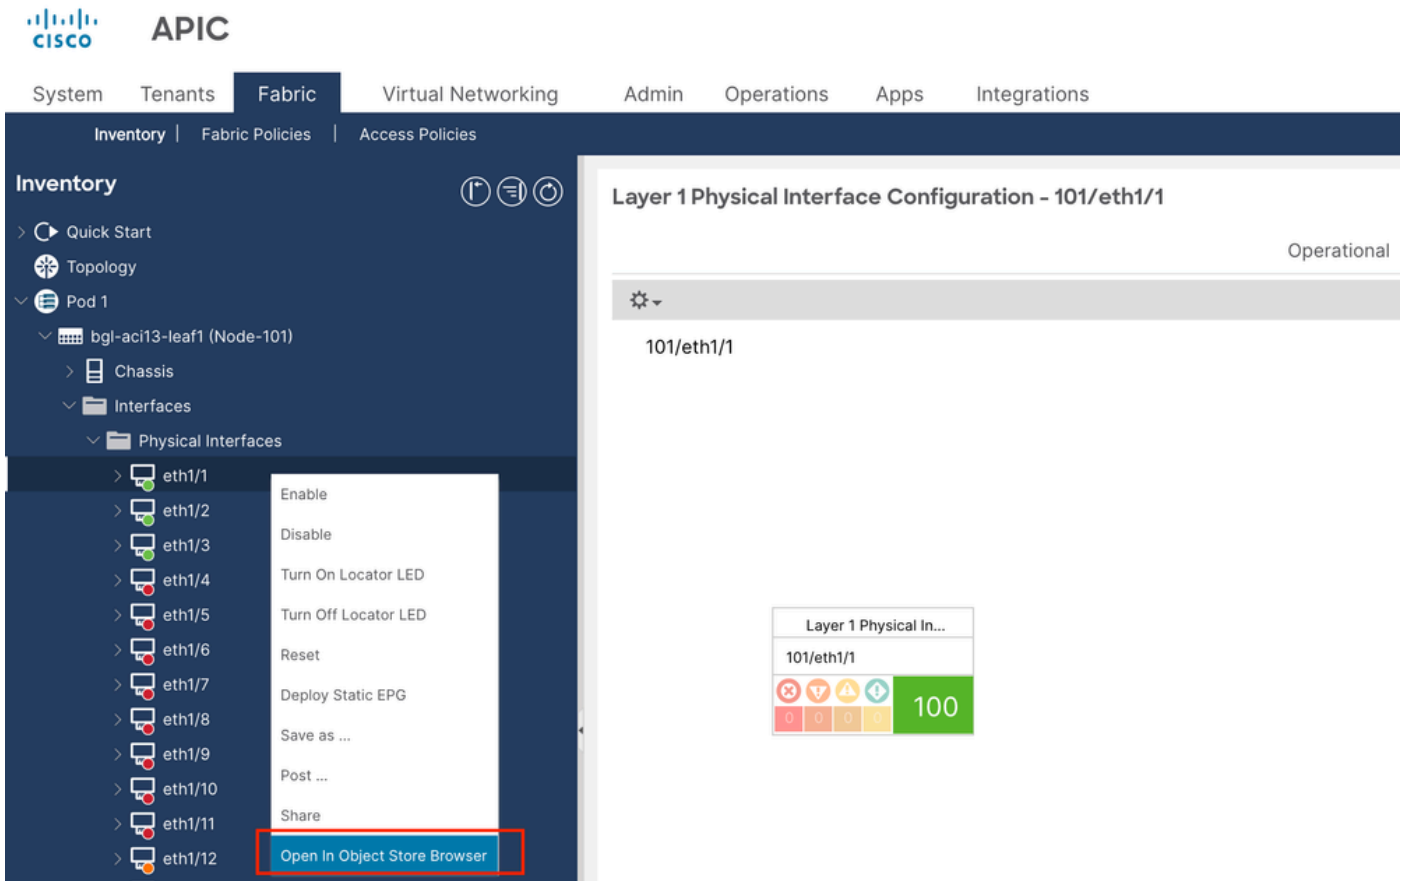 CISCO APIC
System Tenants Fabric Virtual Networking Admin Operations Apps Integrations
Inventory | Fabric Policies | Access Policies
Inventory
Quick Start
Topology
Pod 1
bgl-aci13-leaf1 (Node-101)
Chassis
Interfaces
Physical Interfaces
eth1/1
eth1/2
eth1/3
eth1/4
eth1/5
eth1/6
eth1/7
eth1/8
eth1/9
eth1/10
eth1/11
eth1/12
Enable
Disable
Turn On Locator LED
Turn Off Locator LED
Reset
Deploy Static EPG
Save as ...
Post ...
Share
Open In Object Store Browser
Layer 1 Physical Interface Configuration - 101/eth1/1
Operational
101/eth1/1
Layer 1 Physical In...
101/eth1/1
0 0 0 0 100